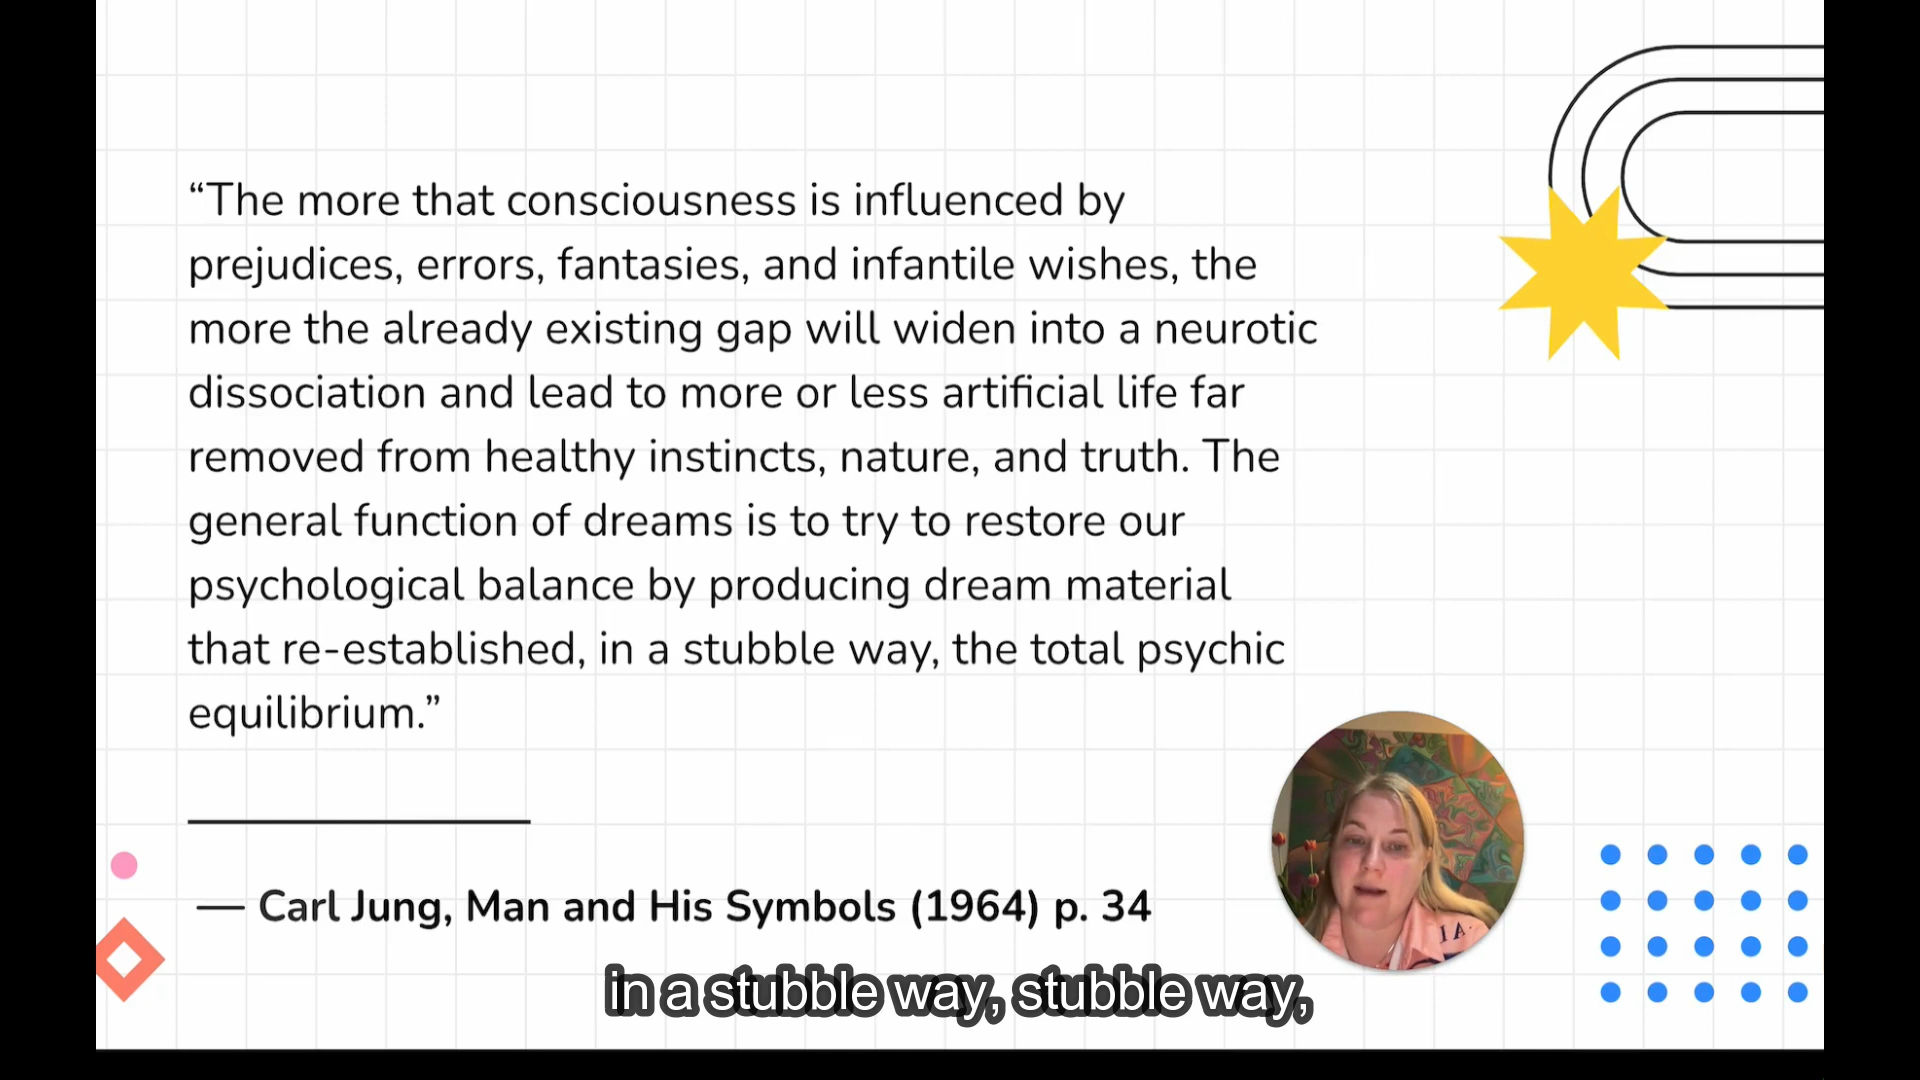 “The more that consciousness is influenced by
prejudices, errors, fantasies, and infantile wishes, the
more the already existing gap will widen into a neurotic
dissociation and lead to more or less artificial life far
removed from healthy instincts, nature, and truth. The
general function of dreams is to try to restore our
psychological balance by producing dream material
that re-established, in a stubble way, the total psychic
equilibrium.”
— Carl Jung, Man and His Symbols (1964) p. 34
IA.
in a stubble way, stubble way,